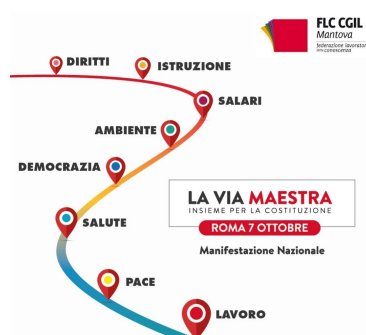 FLC CGIL
Mantova
federazione lavoratori
della conoscenza
DIRITTI
ISTRUZIONE
SALARI
AMBIENTE
DEMOCRAZIA
LA VIA MAESTRA
INSIEME PER LA COSTITUZIONE
ROMA 7 OTTOBRE
Manifestazione Nazionale
SALUTE
PACE
LAVORO